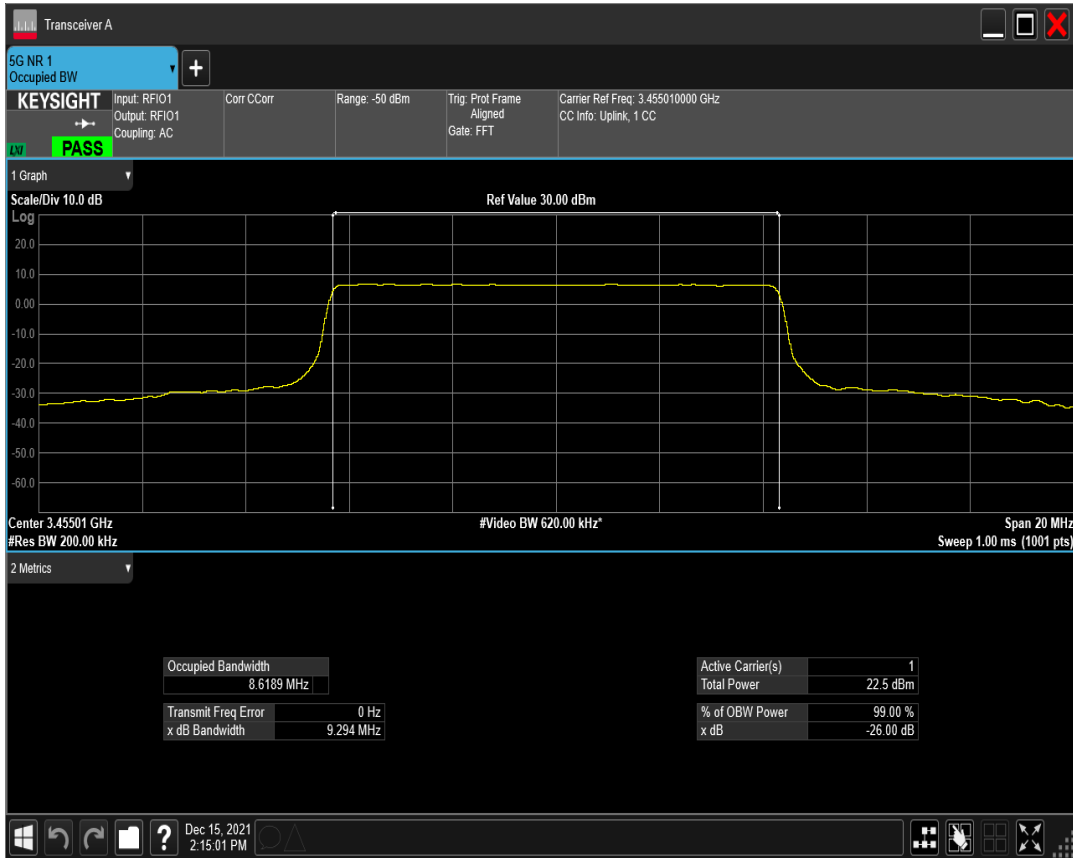 Transceiver A
5G NR 1
Occupied BW
+
KEYSIGHT
LXI
PASS
Input: RFIO1
Output: RFIO1
Coupling: AC
Corr CCorr
Range: -50 dBm
Trig: Prot Frame
Aligned
Gate: FFT
Carrier Ref Freq: 3.455010000 GHz
CC Info: Uplink, 1 CC
1 Graph
Scale/Div 10.0 dB
Ref Value 30.00 dBm
Log
20.0
10.0
0.00
-10.0
-20.0
-30.0
-40.0
-50.0
-60.0
Center 3.45501 GHz
#Video BW 620.00 kHz*
Span 20 MHz
#Res BW 200.00 kHz
Sweep 1.00 ms (1001 pts)
2 Metrics
Occupied Bandwidth
8.6189 MHz
Transmit Freq Error 0 Hz
x dB Bandwidth 9.294 MHz
Active Carrier(s) 1
Total Power 22.5 dBm
% of OBW Power 99.00 %
x dB -26.00 dB
?
Dec 15, 2021
2:15:01 PM